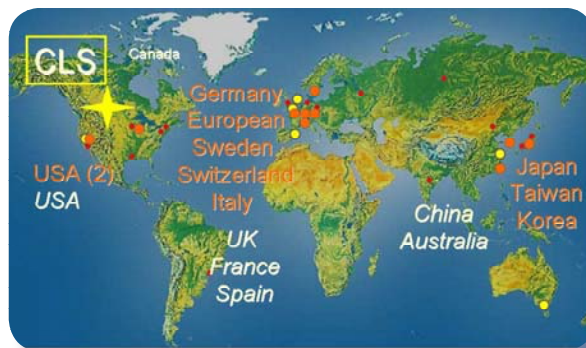 CLS
Canada
Germany
European
Sweden
Switzerland
Italy
USA (2)
USA
UK
France
Spain
China
Australia
Japan
Taiwan
Korea